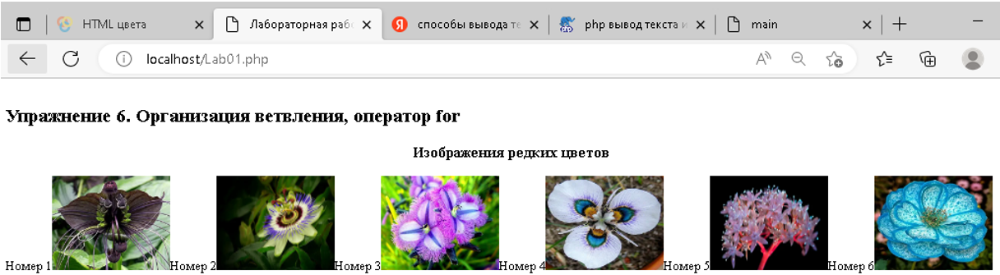 HTML цвета
Лабораторная рабо
способы вывода те
php вывод текста и
main
localhost/Lab01.php
Упражнение 6. Организация ветвления, оператор for
Изображения редких цветов
Номер 1 Номер 2 Номер 3 Номер 4 Номер 5 Номер 6